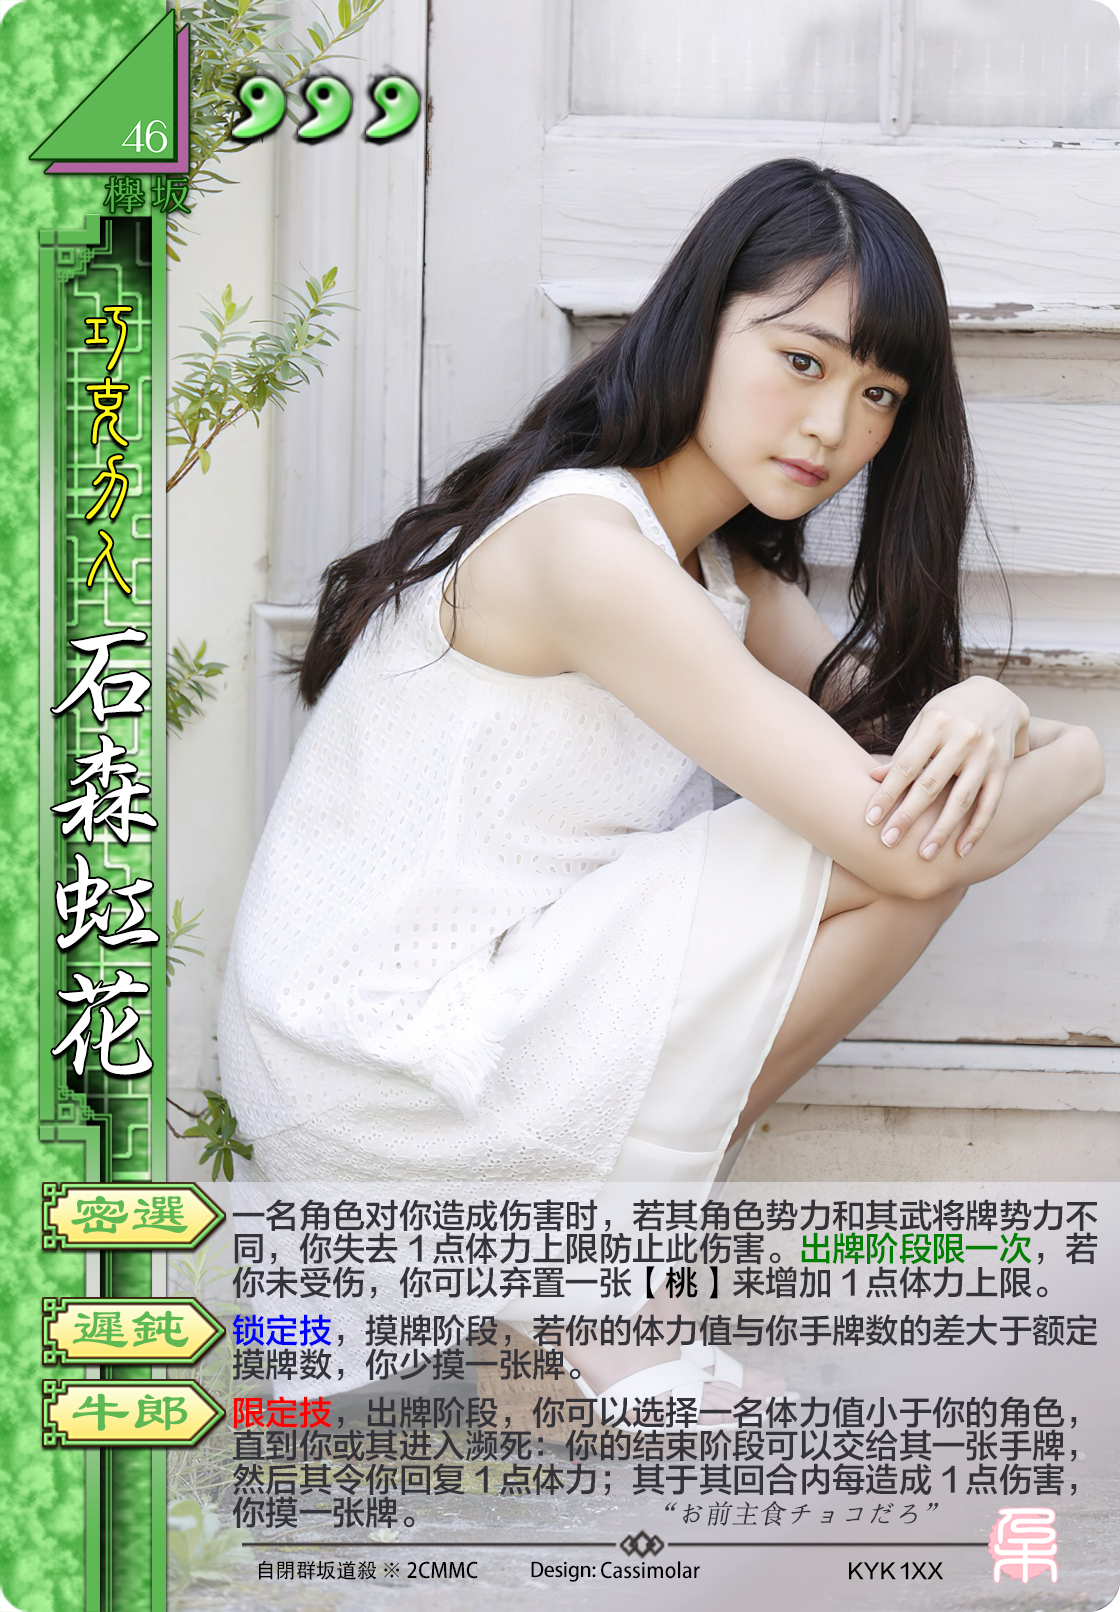 46
欅坂
巧克力人
石森虹花
密選
一名角色对你造成伤害时，若其角色势力和其武将牌势力不
同，你失去1点体力上限防止此伤害。出牌阶段限一次，若
你未受伤，你可以弃置一张【桃】来增加1点体力上限。
遲鈍
锁定技，摸牌阶段，若你的体力值与你手牌数的差大于额定
摸牌数，你少摸一张牌。
牛郎
限定技，出牌阶段，你可以选择一名体力值小于你的角色，
直到你或其进入濒死：你的结束阶段可以交给其一张手牌，
然后其令你回复1点体力；其于其回合内每造成1点伤害，
你摸一张牌。
“お前主食チョコだろ”
自閉群坂道殺 ※ 2CMMC
Design: Cassimolar
KYK 1XX